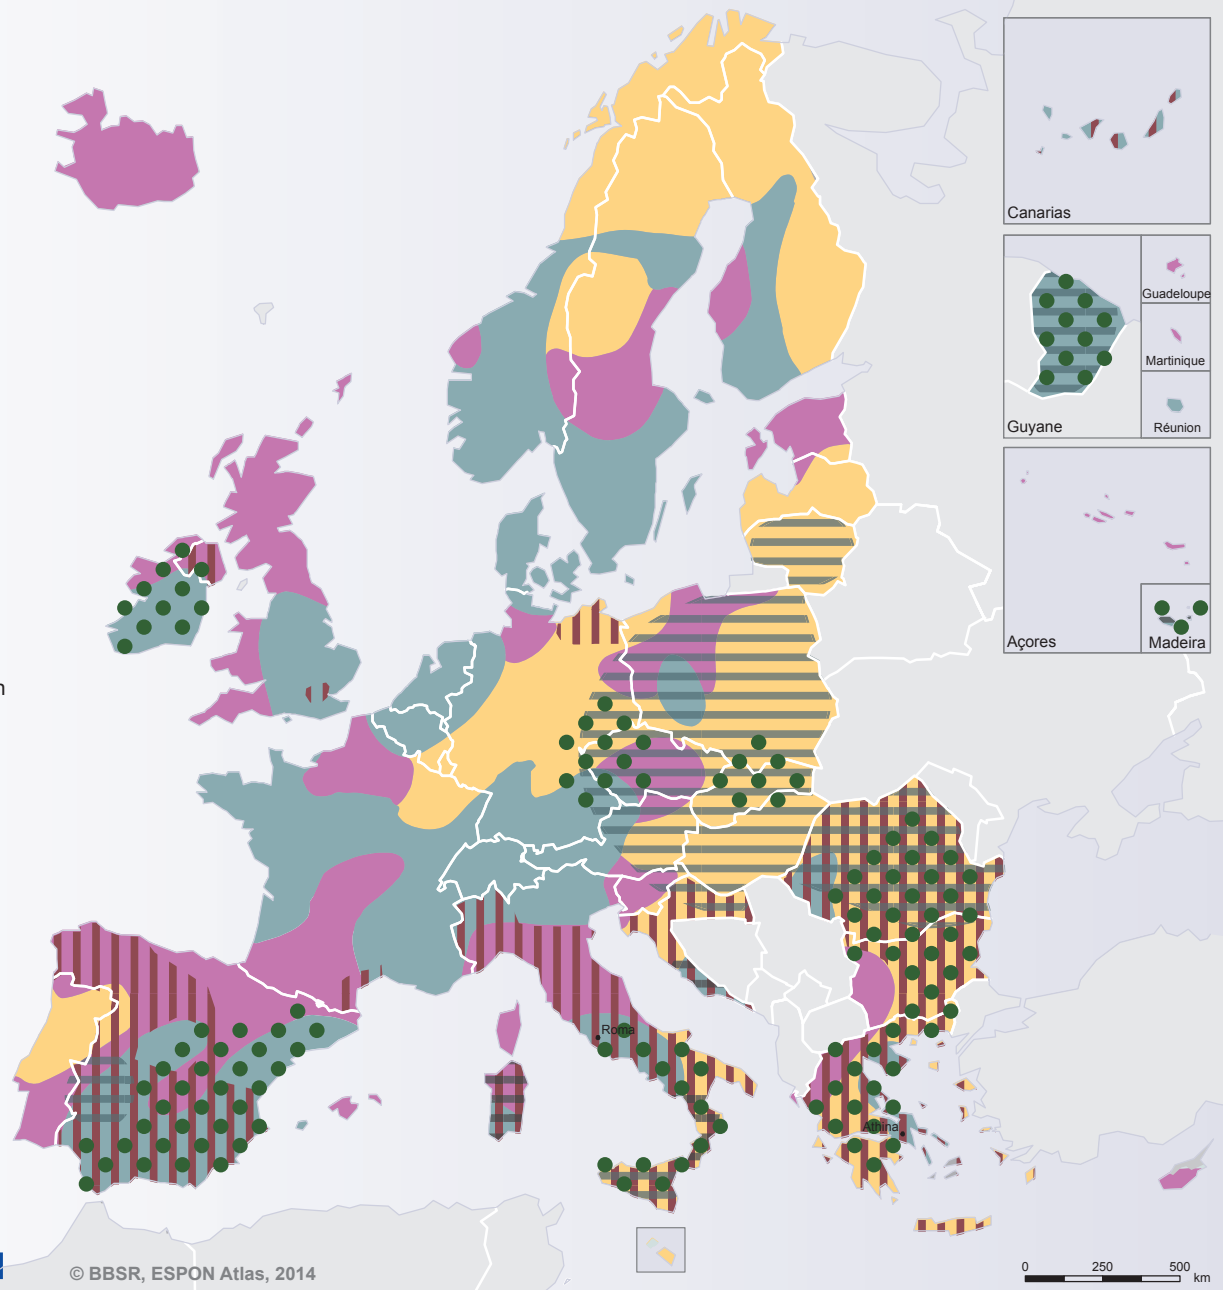 Canarias
Guadeloupe
Martinique
Guyane
Réunion
Açores
Madeira
n
Roma
Athina
© BBSR, ESPON Atlas, 2014
0 250 500
km